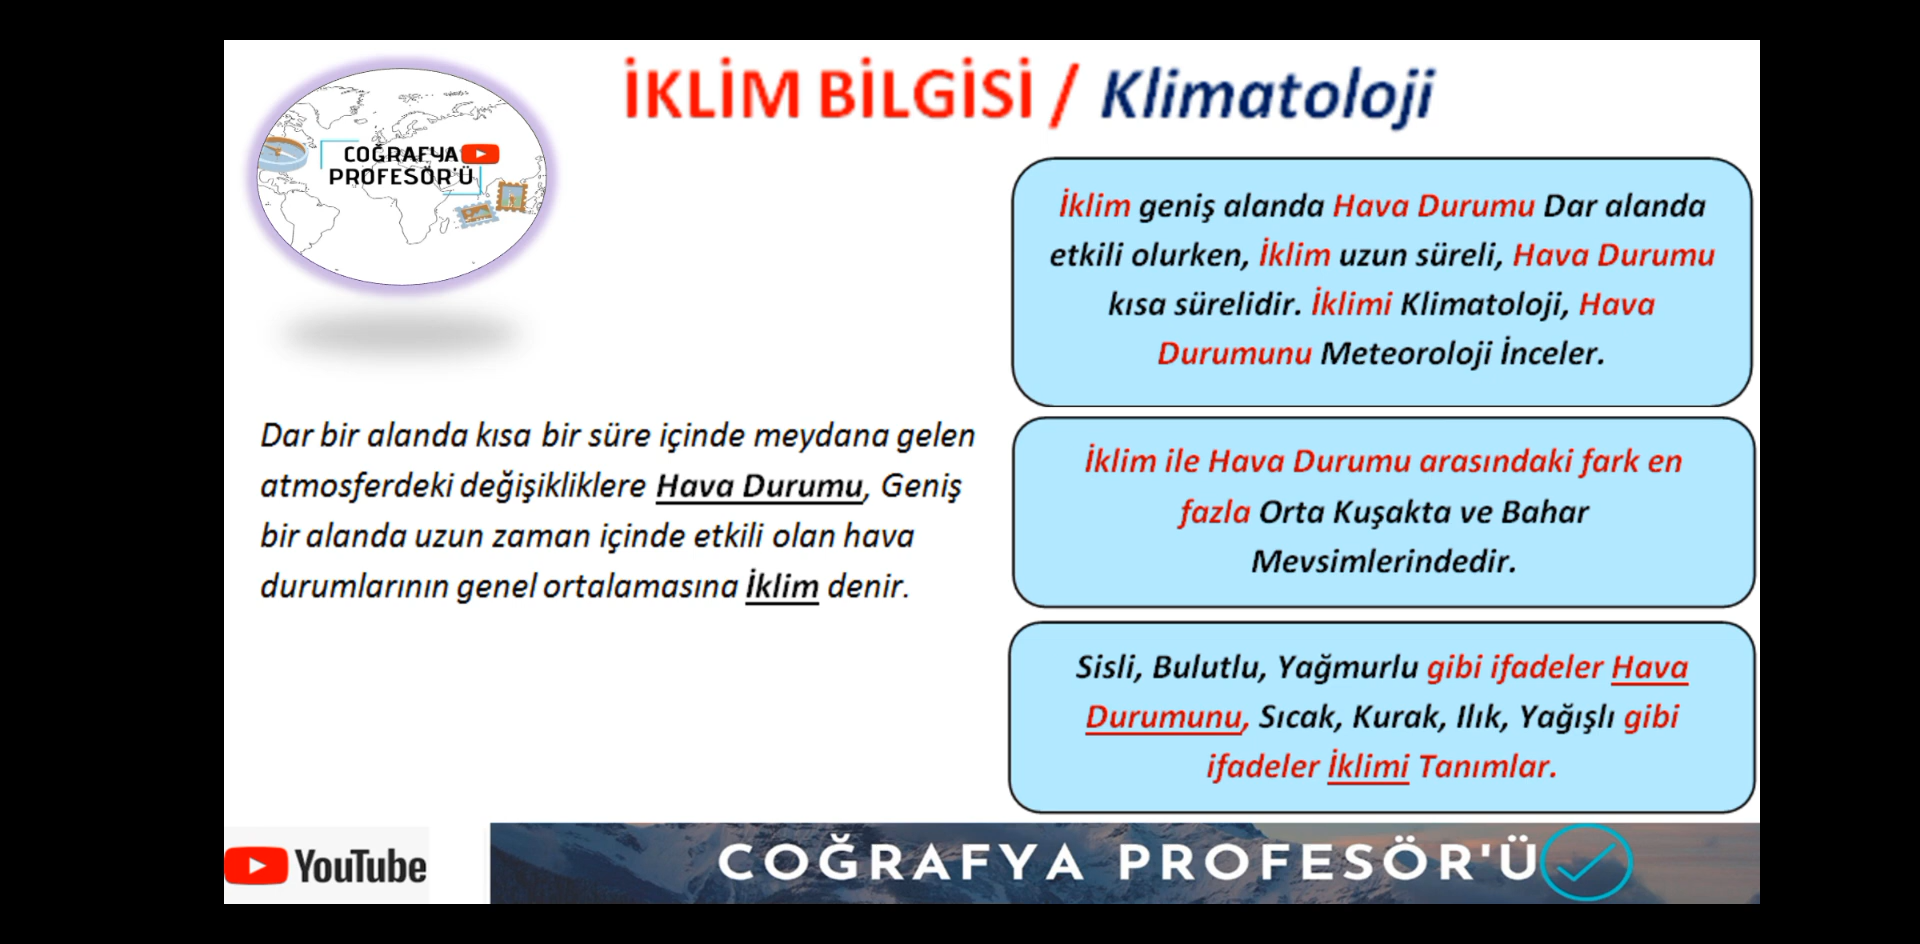 İKLİM BİLGİSİ / Klimatoloji
COĞRAFYA
PROFESÖR'Ü
Dar bir alanda kısa bir süre içinde meydana gelen
atmosferdeki değişikliklere Hava Durumu, Geniş
bir alanda uzun zaman içinde etkili olan hava
durumlarının genel ortalamasına İklim denir.
İklim geniş alanda Hava Durumu Dar alanda
etkili olurken, İklim uzun süreli, Hava Durumu
kısa sürelidir. İklimi Klimatoloji, Hava
Durumunu Meteoroloji İnceler.
İklim ile Hava Durumu arasındaki fark en
fazla Orta Kuşakta ve Bahar
Mevsimlerindedir.
Sisli, Bulutlu, Yağmurlu gibi ifadeler Hava
Durumunu, Sıcak, Kurak, Ilık, Yağışlı gibi
ifadeler İklimi Tanımlar.
YouTube
COĞRAFYA PROFESÖR'Ü